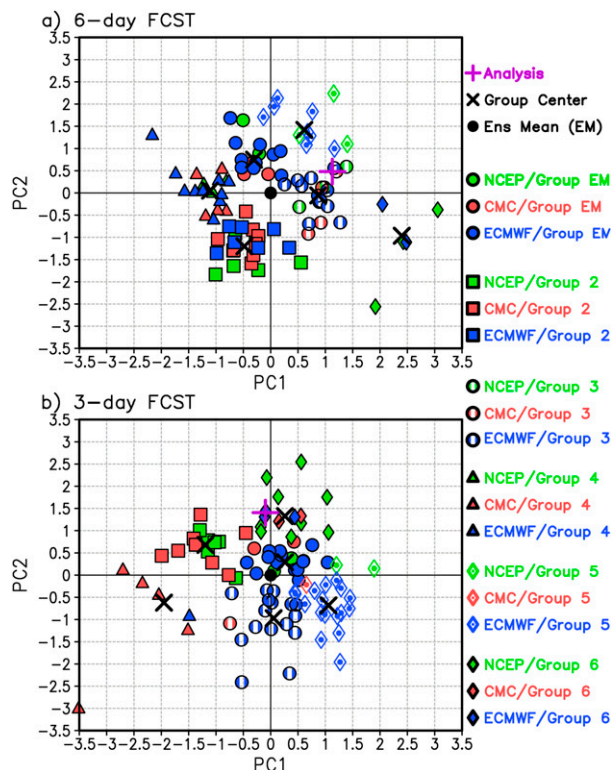 a) 6-day FCST
3.5
3
2.5
2
1.5
1
0.5
0
-0.5
-1
-1.5
-2
-2.5
-3
-3.5
PC2
-3.5 -3 -2.5 -2 -1.5 -1 -0.5 0 0.5 1 1.5 2 2.5 3 3.5
PC1
b) 3-day FCST
3.5
3
2.5
2
1.5
1
0.5
0
-0.5
-1
-1.5
-2
-2.5
-3
-3.5
PC2
-3.5 -3 -2.5 -2 -1.5 -1 -0.5 0 0.5 1 1.5 2 2.5 3 3.5
PC1
Analysis
Group Center
Ens Mean (EM)
NCEP/Group EM
CMC/Group EM
ECMWF/Group EM
NCEP/Group 2
CMC/Group 2
ECMWF/Group 2
NCEP/Group 3
CMC/Group 3
ECMWF/Group 3
NCEP/Group 4
CMC/Group 4
ECMWF/Group 4
NCEP/Group 5
CMC/Group 5
ECMWF/Group 5
NCEP/Group 6
CMC/Group 6
ECMWF/Group 6